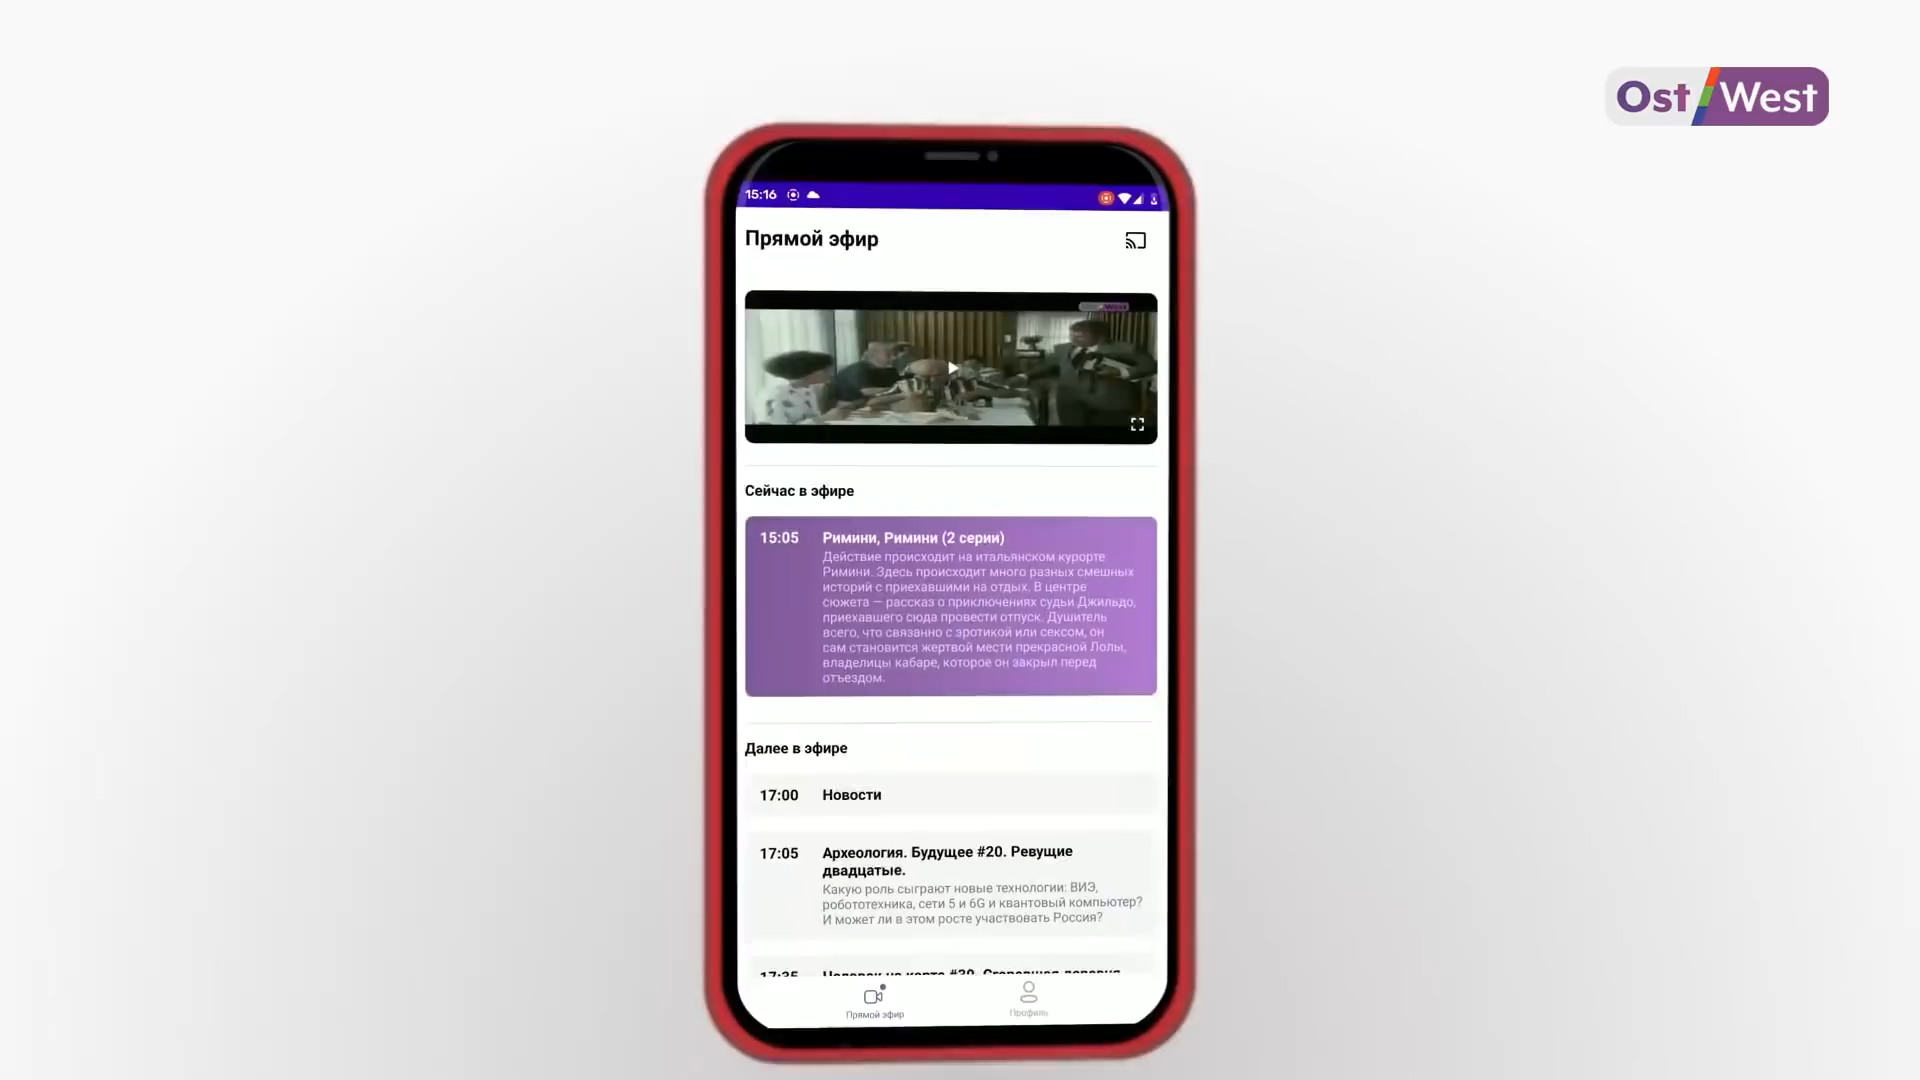 Ost West
15:16
Прямой эфир
Сейчас в эфире
15:05 Римини, Римини (2 серии)
Действие происходит на итальянском курорте
Римини. Здесь происходит много разных смешных
историй с приехавшими на отдых. В центре
сюжета — рассказ о приключениях судьи Джильдо,
приехавшего сюда провести отпуск. Душитель
всего, что связанно с эротикой или сексом, он
сам становится жертвой мести прекрасной Лолы,
владелицы кабаре, которое он закрыл перед
отъездом.
Далее в эфире
17:00 Новости
17:05 Археология. Будущее #20. Ревущие
двадцатые.
Какую роль сыграют новые технологии: ВИЭ,
робототехника, сети 5 и 6G и квантовый компьютер?
И может ли в этом росте участвовать Россия?
Прямой эфир
Профиль